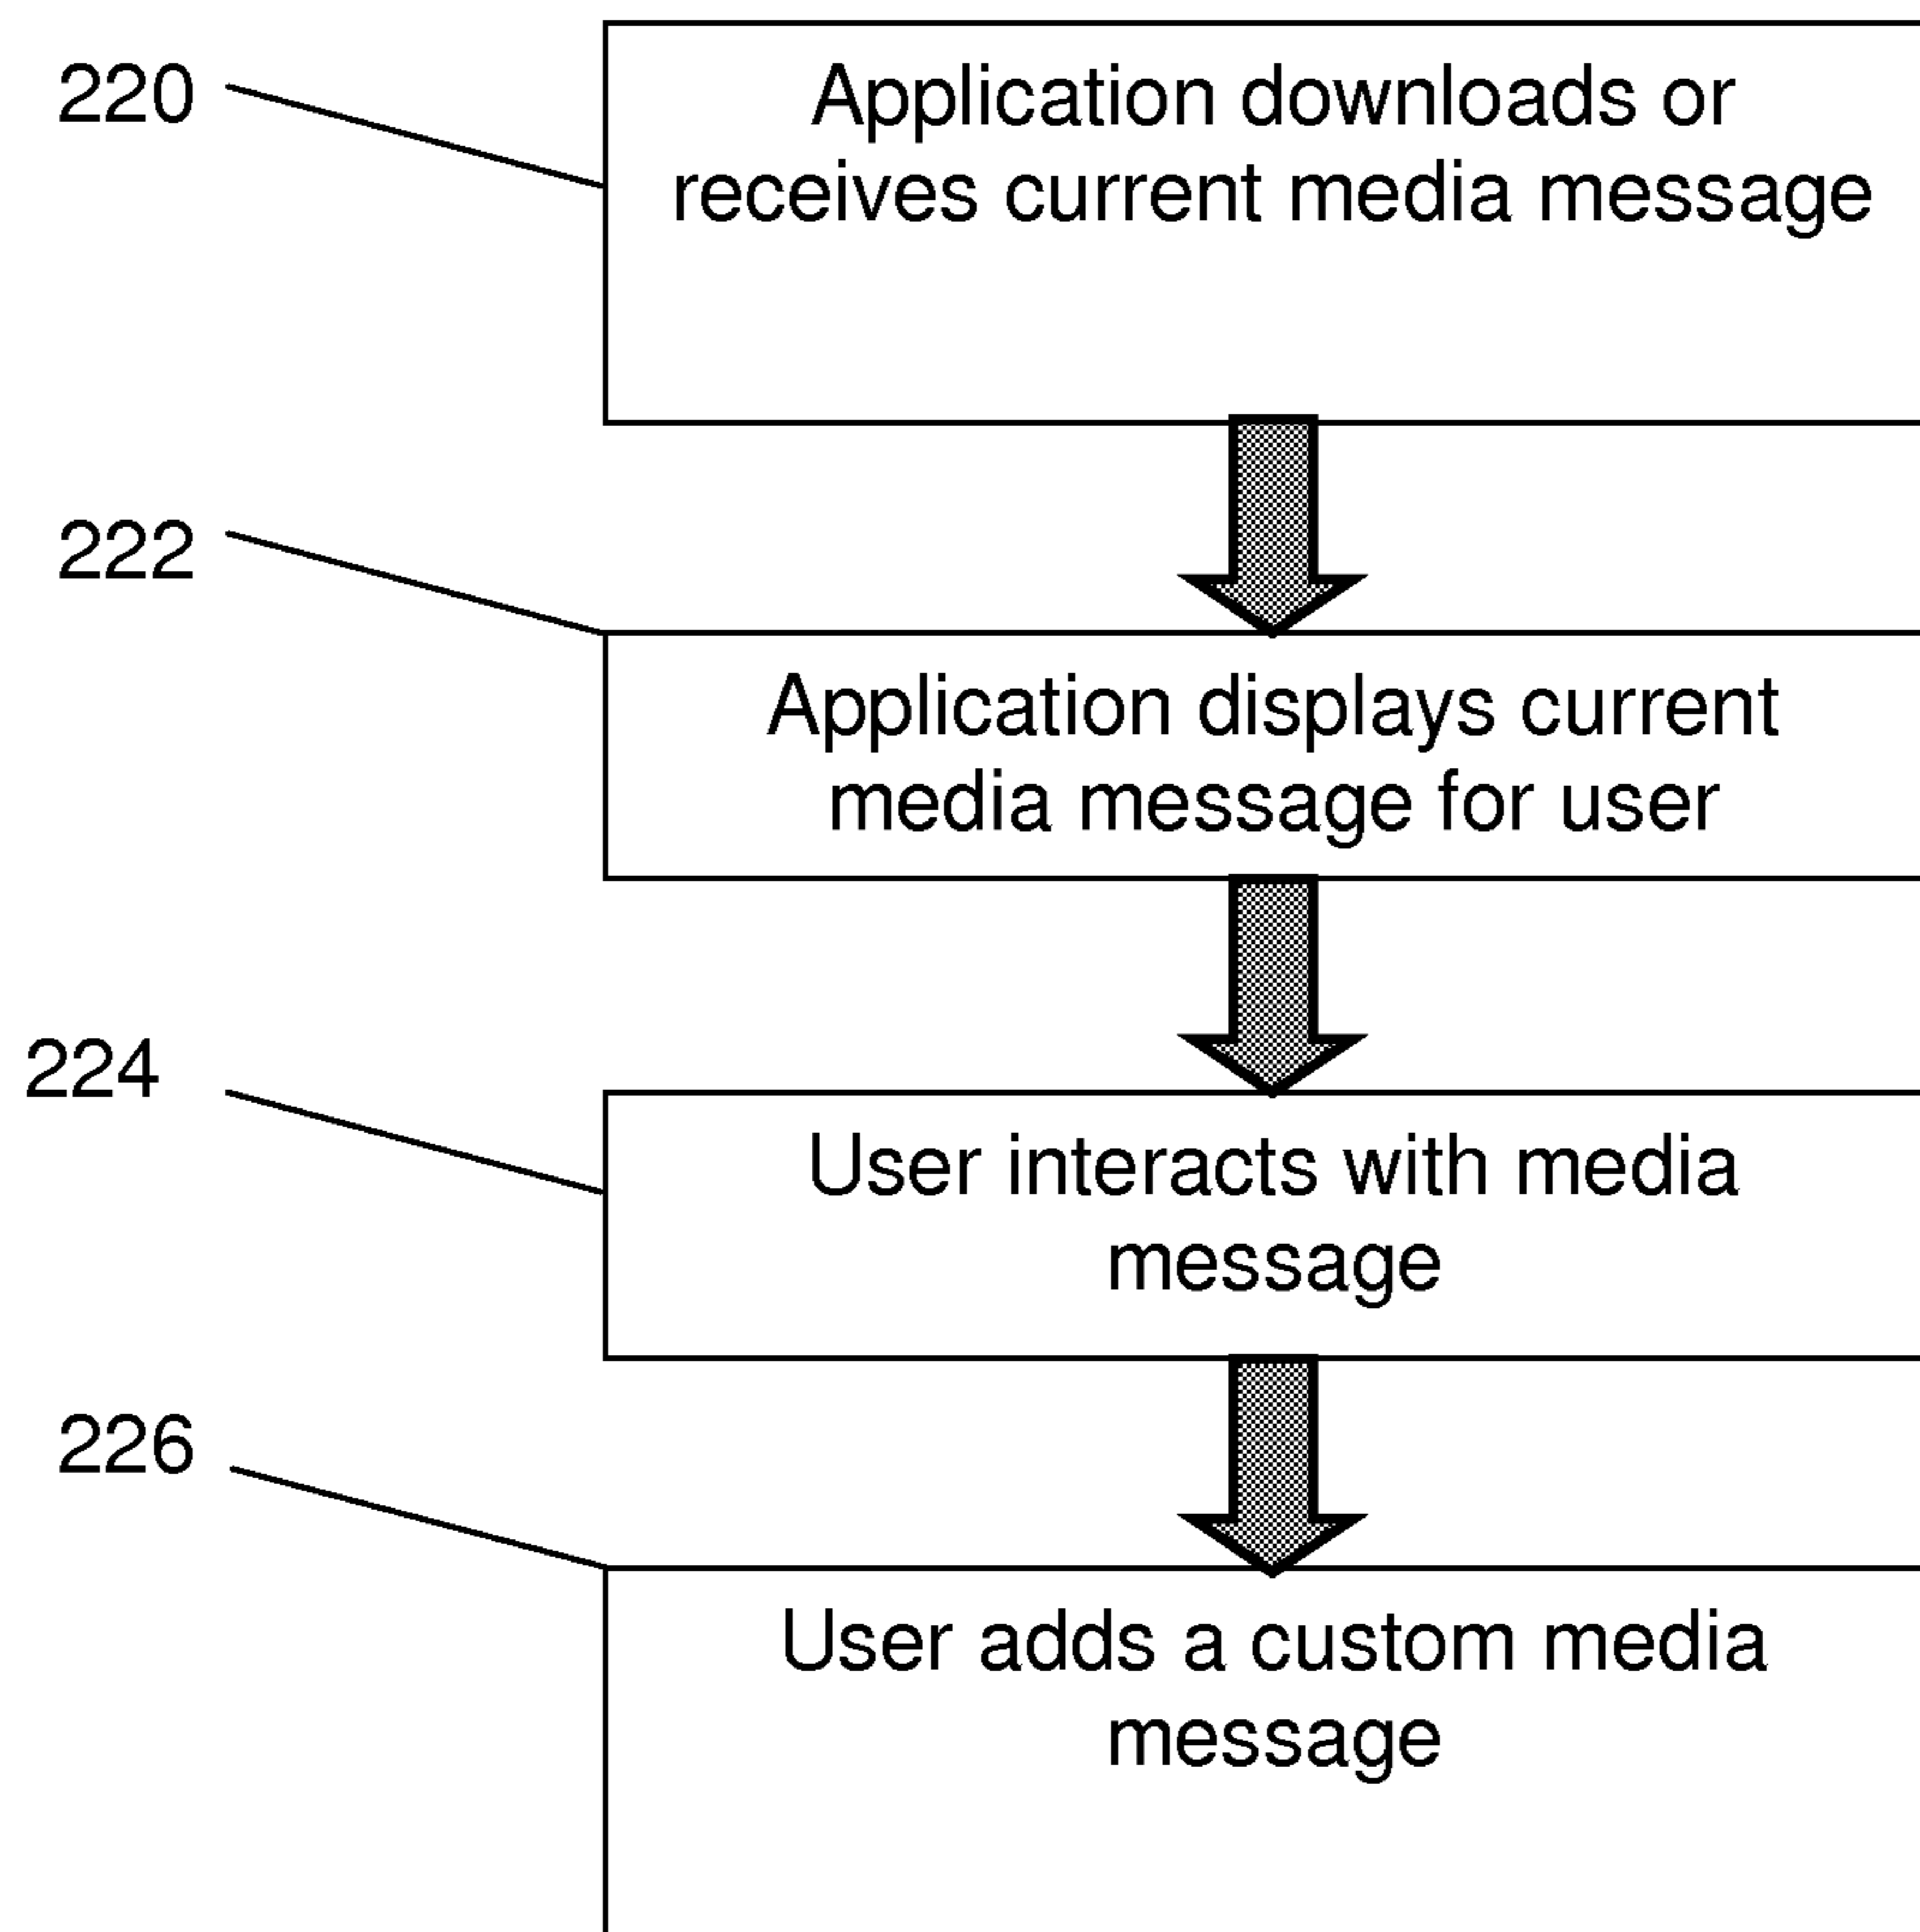 220
Application downloads or
receives current media message
222
Application displays current
media message for user
224
User interacts with media
message
226
User adds a custom media
message